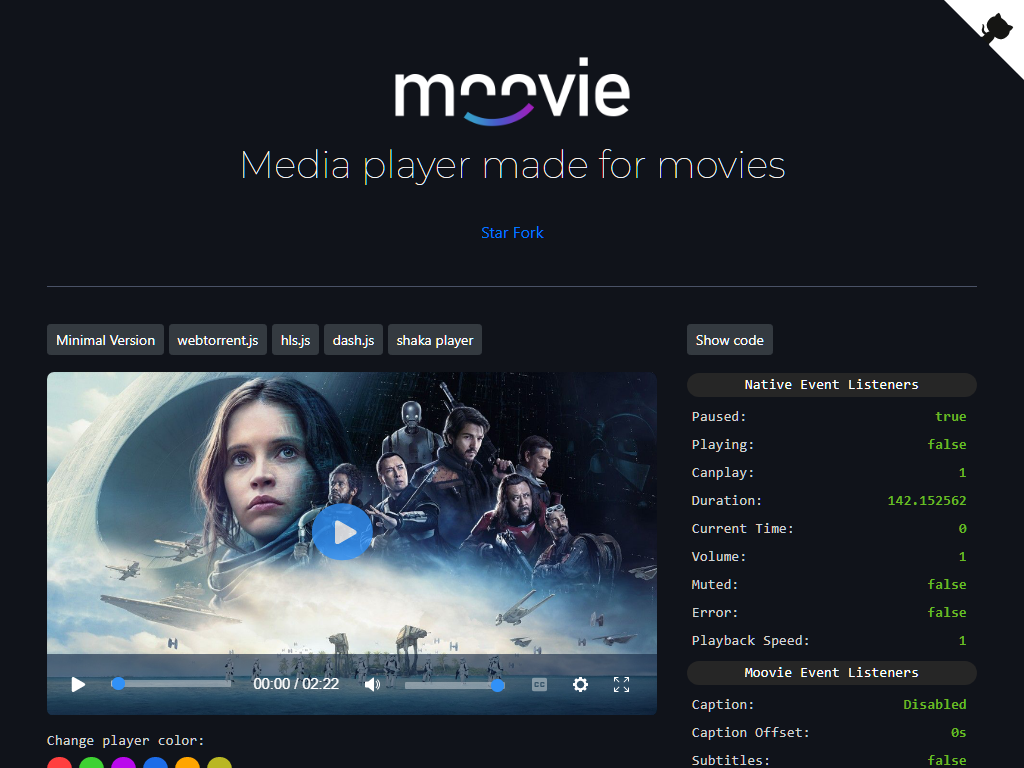 moovie
Media player made for movies
Star Fork
Minimal Version
webtorrent.js
hls.js
dash.js
shaka player
00:00 / 02:22
CC
Change player color:
Show code
Native Event Listeners
Paused: true
Playing: false
Canplay: 1
Duration: 142.152562
Current Time: 0
Volume: 1
Muted: false
Error: false
Playback Speed: 1
Moovie Event Listeners
Caption: Disabled
Caption Offset: 0s
Subtitles: false